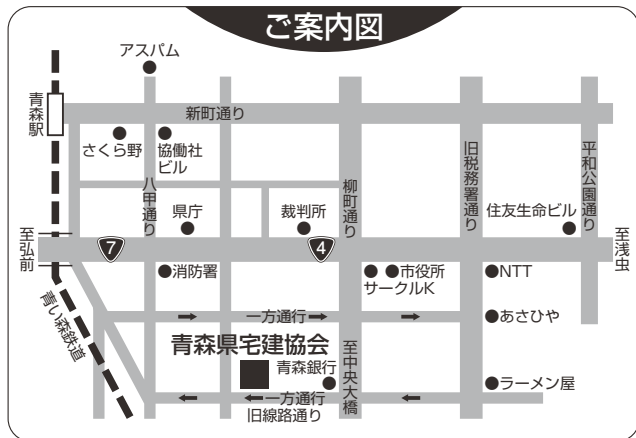 ご案内図
アスパム
青森駅
新町通り
さくら野
協働社
ビル
八甲通り
県庁
裁判所
柳町通り
旧税務署通り
平和公園通り
住友生命ビル
至弘前
7
4
至浅虫
消防署
市役所
サークルK
NTT
青い森鉄道
一方通行
あさひや
青森県宅建協会
青森銀行
至中央大橋
ラーメン屋
一方通行
旧線路通り